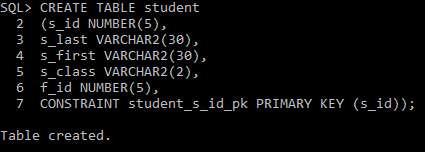 SQL> CREATE TABLE student
2 (s_id NUMBER(5),
3 s_last VARCHAR2(30),
4 s_first VARCHAR2(30),
5 s_class VARCHAR2(2),
6 f_id NUMBER(5),
7 CONSTRAINT student_s_id_pk PRIMARY KEY (s_id));
Table created.